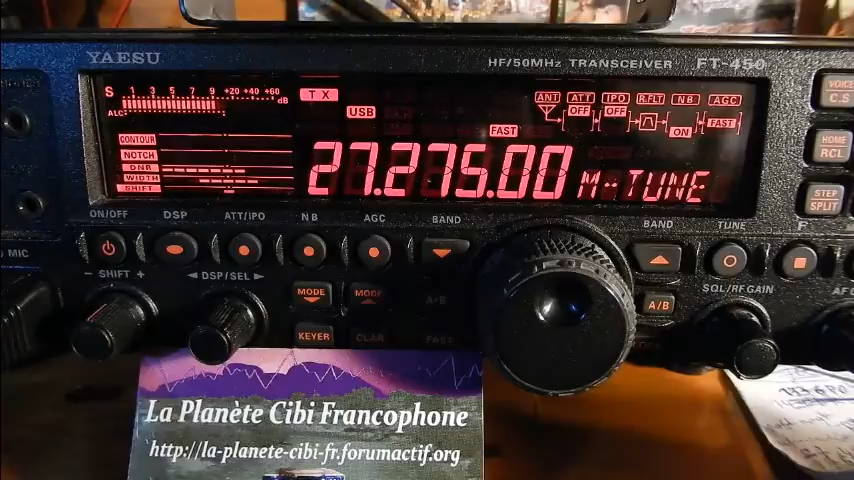 YAESU HF/50MHz TRANSCEIVER FT-450
S 1 3 5 7 9 +20 +40 +60 dB
ALC
TX
USB
FAST
ANT ATT IPO R.FLT NB AGC
OFF OFF ON FAST
CONTOUR
NOTCH
DNR
WIDTH
SHIFT
27.275.00 M-TUNE
VOICE
C.S
HOME
RCL
STEP
SPLIT
ON/OFF DSP ATT/IPO NB AGC BAND BAND TUNE F
MIC
− SHIFT + ◄DSP/SEL► SQL/RF GAIN AF
MODE MODE A=B A/B
KEYER CLAR FAST
La Planète Cibi Francophone
http://la-planete-cibi-fr.forumactif.org